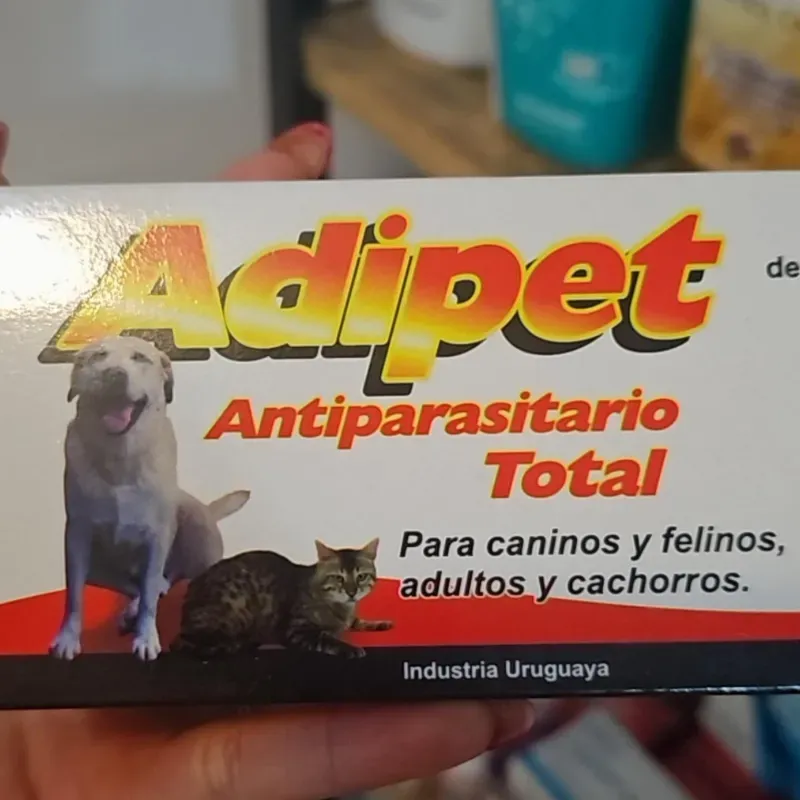 Adipet
de
Antiparasitario
Total
Para caninos y felinos,
adultos y cachorros.
Industria Uruguaya